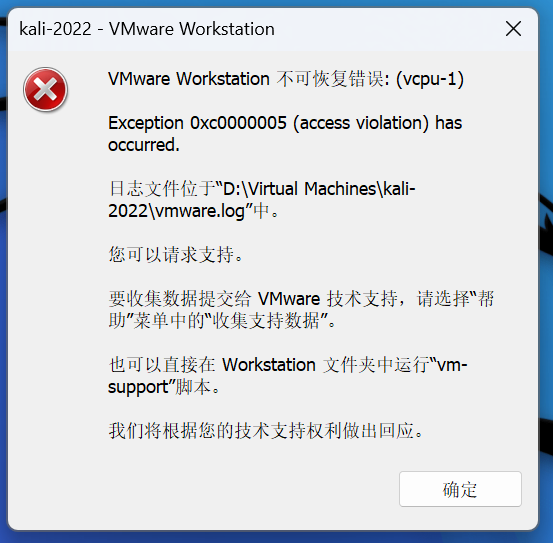 kali-2022 - VMware Workstation
VMware Workstation 不可恢复错误: (vcpu-1)
Exception 0xc0000005 (access violation) has
occurred.
日志文件位于“D:\Virtual Machines\kali-
2022\vmware.log”中。
您可以请求支持。
要收集数据提交给 VMware 技术支持，请选择“帮
助”菜单中的“收集支持数据”。
也可以直接在 Workstation 文件夹中运行“vm-
support”脚本。
我们将根据您的技术支持权利做出回应。
确定